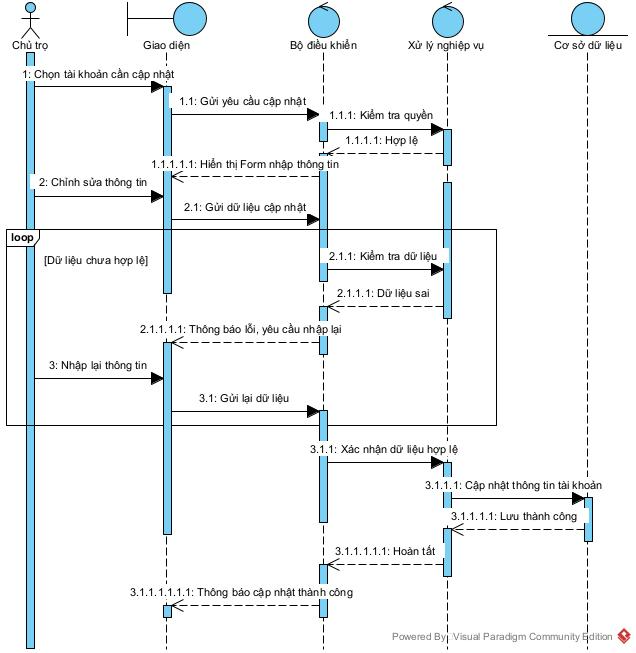 Chủ trọ
Giao diện
Bộ điều khiển
Xử lý nghiệp vụ
Cơ sở dữ liệu
1: Chọn tài khoản cần cập nhật
1.1: Gửi yêu cầu cập nhật
1.1.1: Kiểm tra quyền
1.1.1.1: Hợp lệ
1.1.1.1.1: Hiển thị Form nhập thông tin
2: Chỉnh sửa thông tin
2.1: Gửi dữ liệu cập nhật
loop
[Dữ liệu chưa hợp lệ]
2.1.1: Kiểm tra dữ liệu
2.1.1.1: Dữ liệu sai
2.1.1.1.1: Thông báo lỗi, yêu cầu nhập lại
3: Nhập lại thông tin
3.1: Gửi lại dữ liệu
3.1.1: Xác nhận dữ liệu hợp lệ
3.1.1.1: Cập nhật thông tin tài khoản
3.1.1.1.1: Lưu thành công
3.1.1.1.1.1: Hoàn tất
3.1.1.1.1.1.1: Thông báo cập nhật thành công
Powered By: Visual Paradigm Community Edition